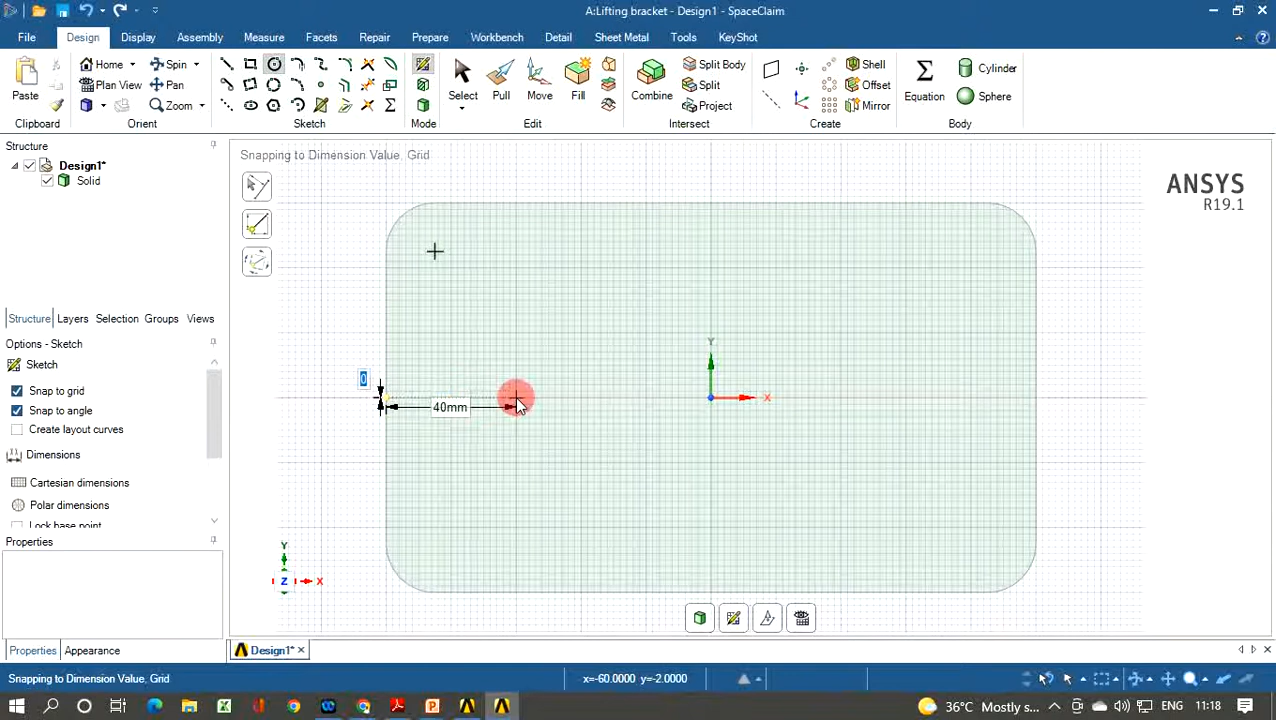 A:Lifting bracket - Design1 - SpaceClaim
File Design Display Assembly Measure Facets Repair Prepare Workbench Detail Sheet Metal Tools KeyShot
Home Spin
Plan View Pan
Zoom
Paste
Select Pull Move Fill
Combine
Split Body
Split
Project
Shell
Offset
Mirror
Equation
Cylinder
Sphere
Clipboard Orient Sketch Mode Edit Intersect Create Body
Structure
Design1*
Solid
Snapping to Dimension Value, Grid
ANSYS
R19.1
Structure Layers Selection Groups Views
Options - Sketch
Sketch
Snap to grid
Snap to angle
Create layout curves
Dimensions
Cartesian dimensions
Polar dimensions
Lock base point
Properties
0
40mm
Y
X
Y
Z
X
Properties Appearance
Design1*
Snapping to Dimension Value, Grid
x=-60.0000 y=-2.0000
36°C Mostly s...
ENG
11:18